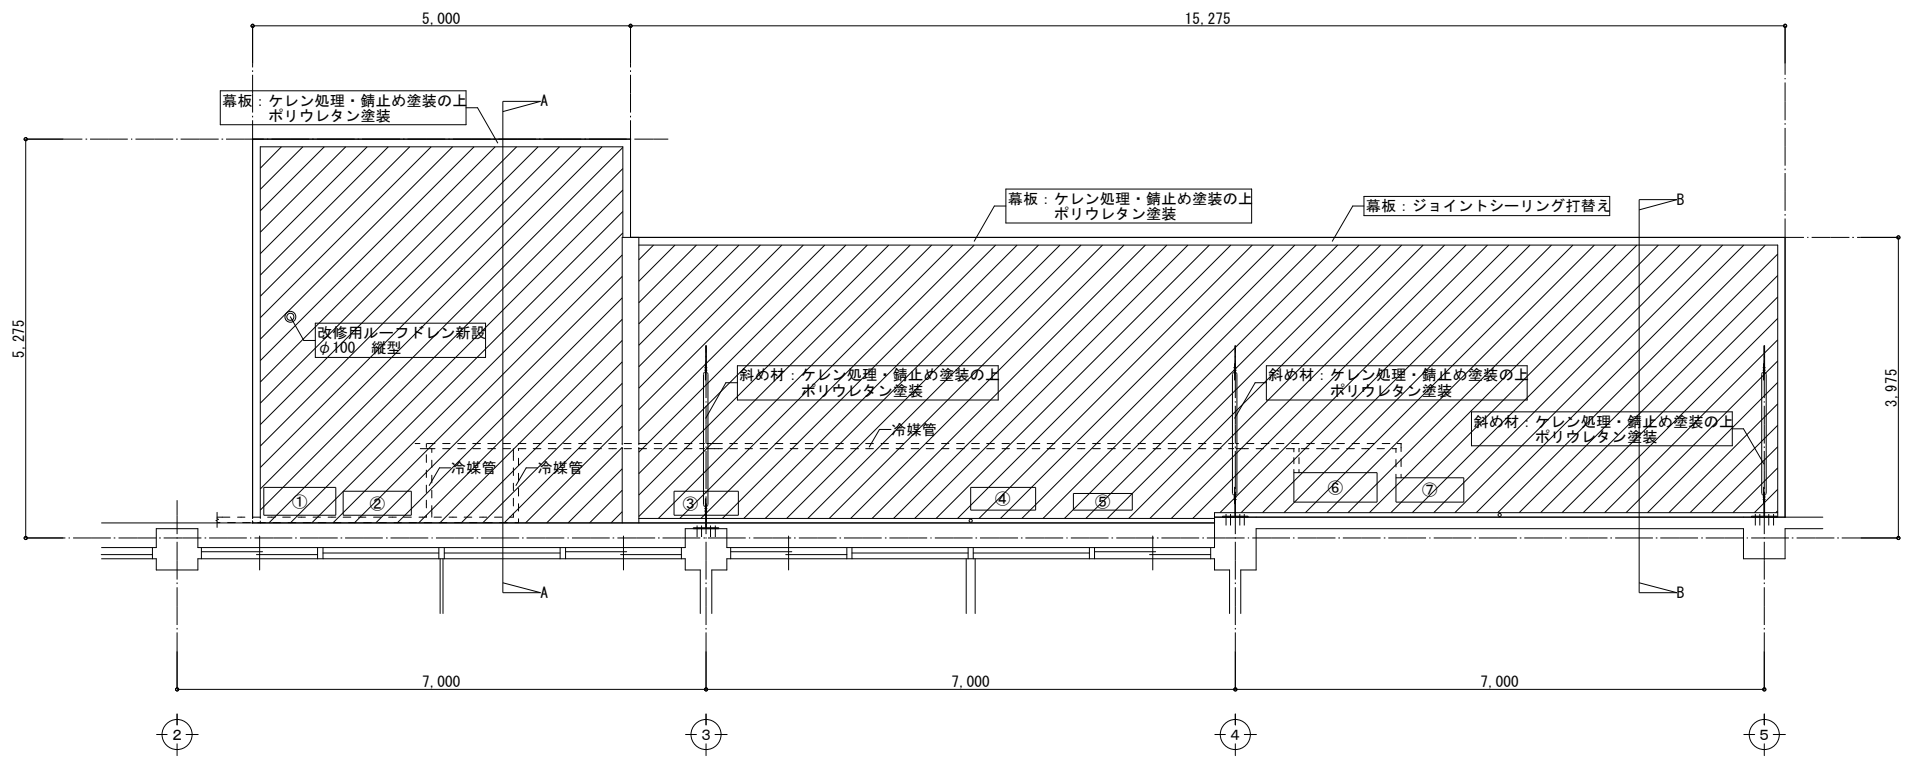 5,000
15,275
幕板：ケレン処理・錆止め塗装の上
ポリウレタン塗装
A
幕板：ケレン処理・錆止め塗装の上
ポリウレタン塗装
幕板：ジョイントシーリング打替え
B
5,275
改修用ルーフドレン新設
φ100　縦型
斜め材：ケレン処理・錆止め塗装の上
ポリウレタン塗装
斜め材：ケレン処理・錆止め塗装の上
ポリウレタン塗装
3,975
斜め材：ケレン処理・錆止め塗装の上
ポリウレタン塗装
冷媒管
冷媒管
冷媒管
①
②
③
④
⑤
⑥
⑦
A
B
7,000
7,000
7,000
2
3
4
5